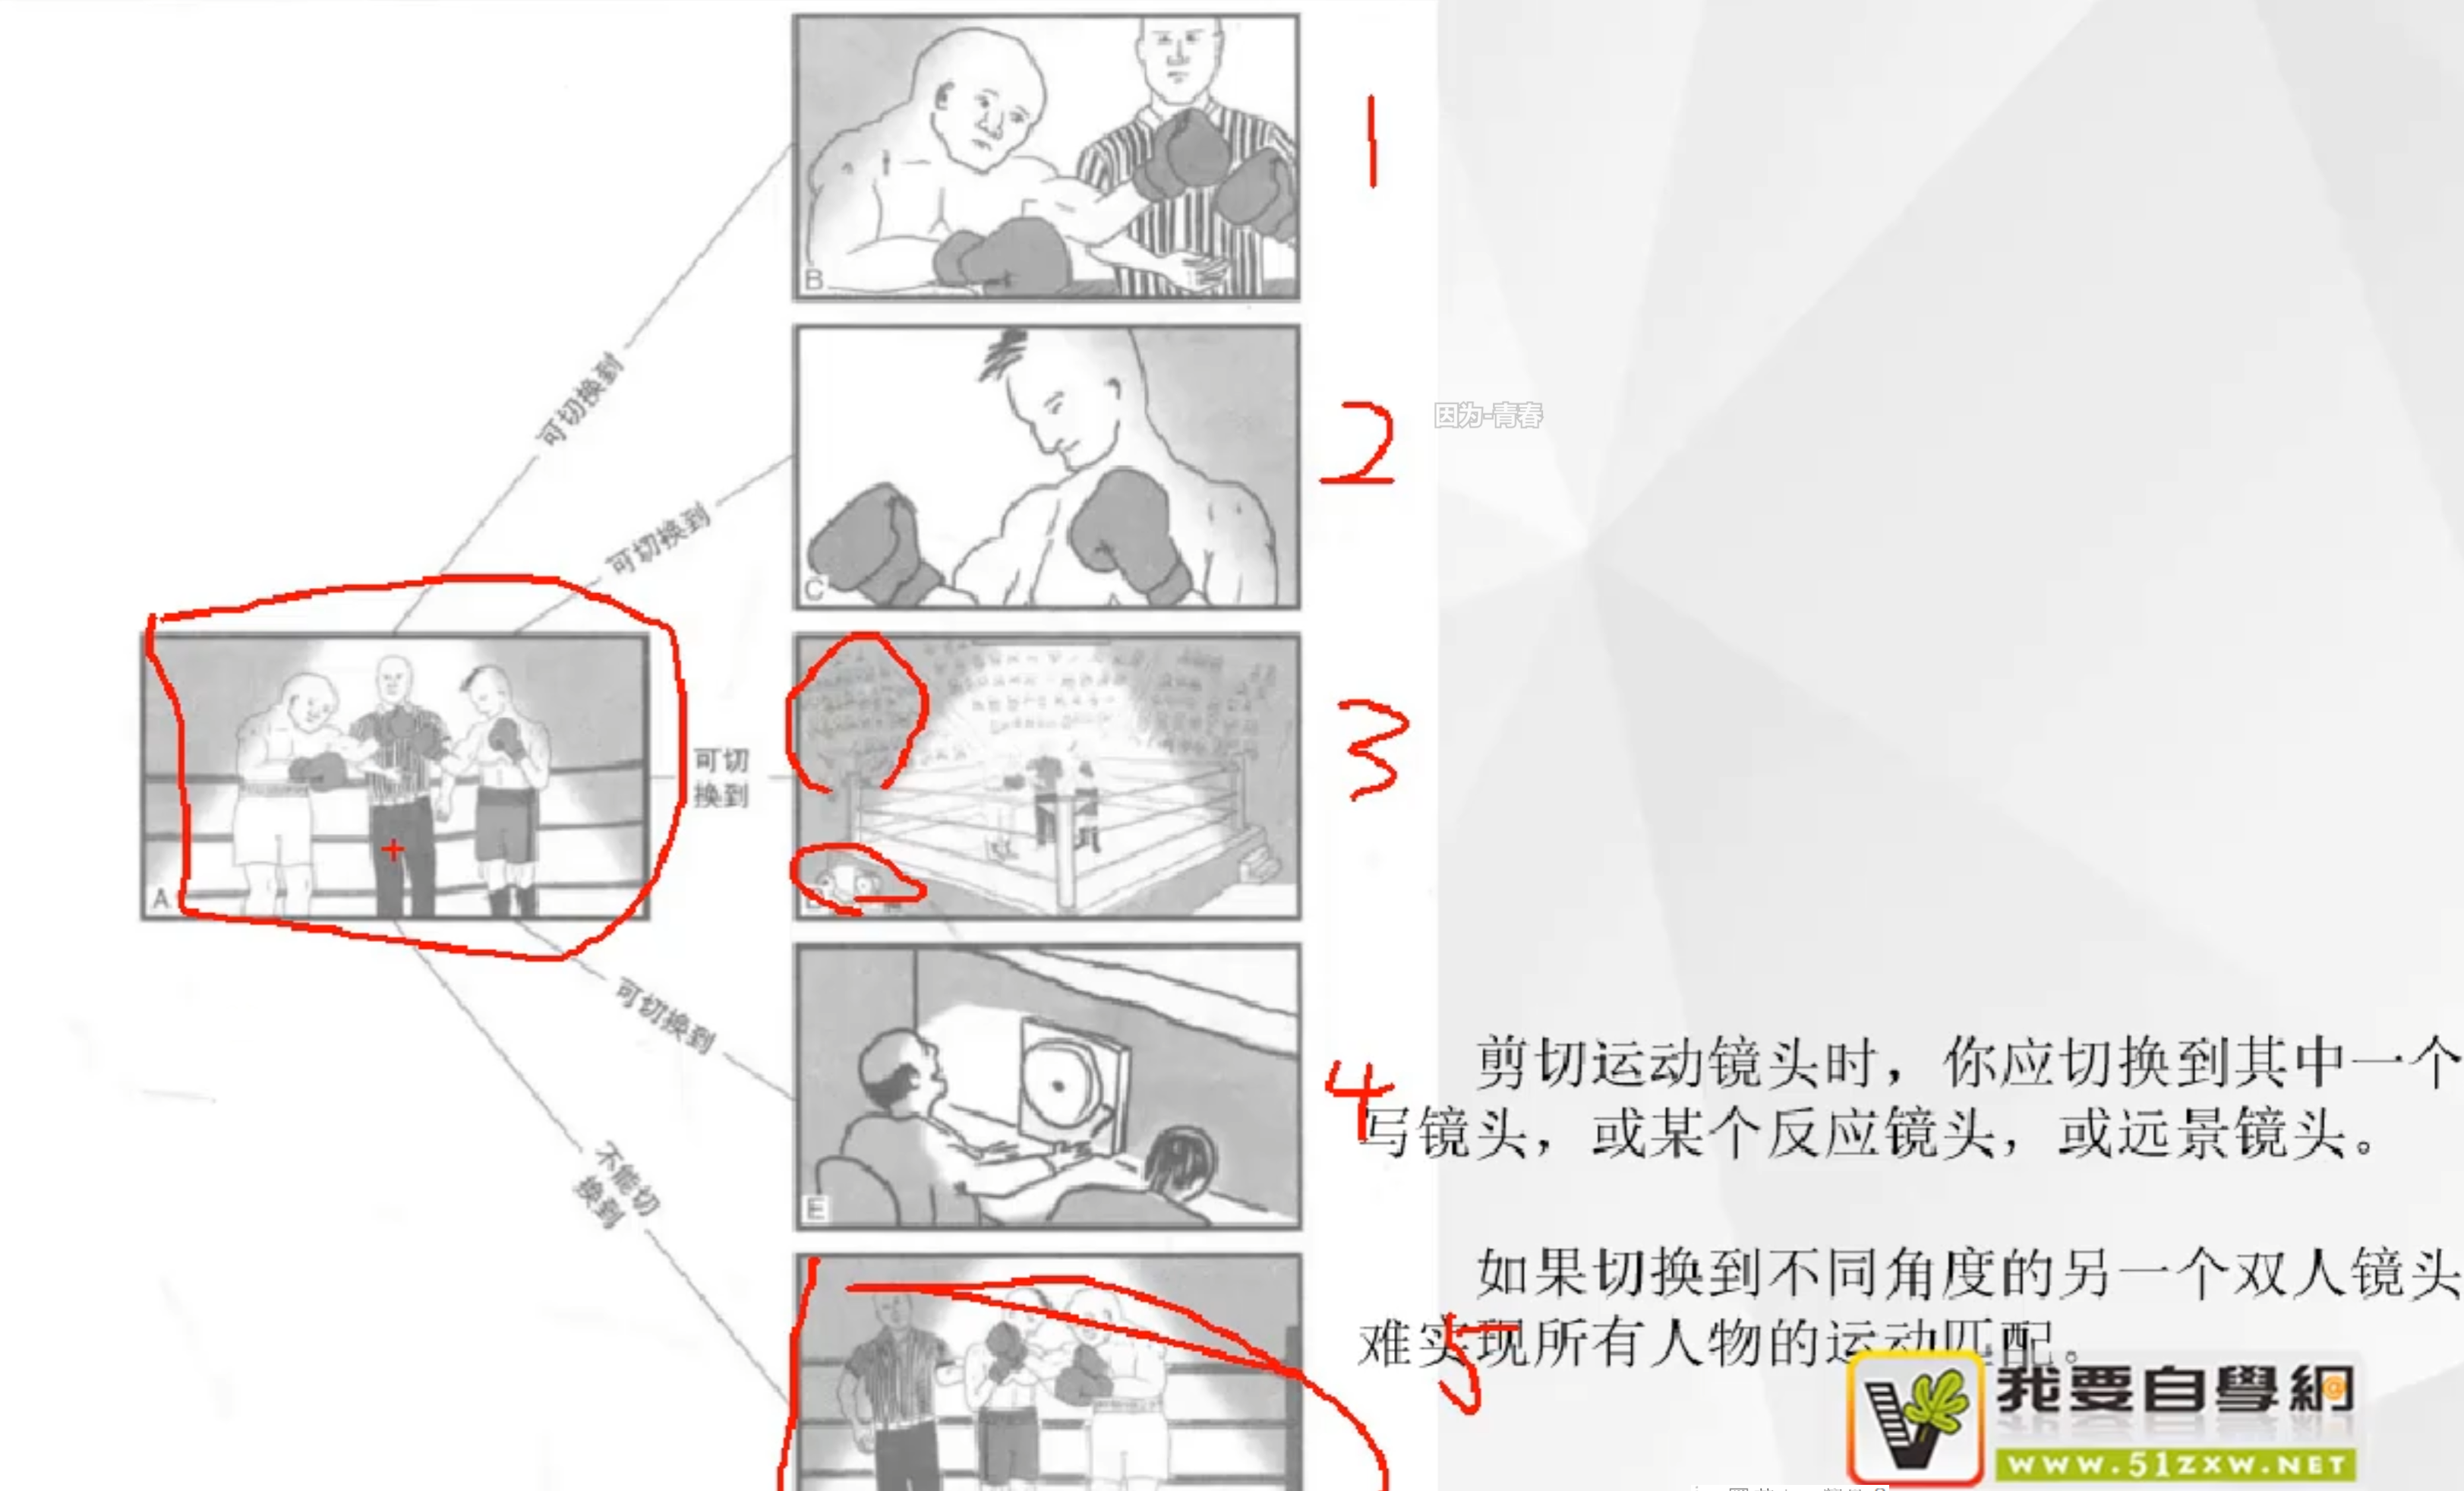 1
B
可切换到
2
因为-青春
C
可切换到
3
可切
换到
A
4
可切换到
E
剪切运动镜头时，你应切换到其中一个
写镜头，或某个反应镜头，或远景镜头。
不能切
换到
如果切换到不同角度的另一个双人镜头
难实现所有人物的运动匹配。
5
我要自學網
WWW.51ZXW.NET